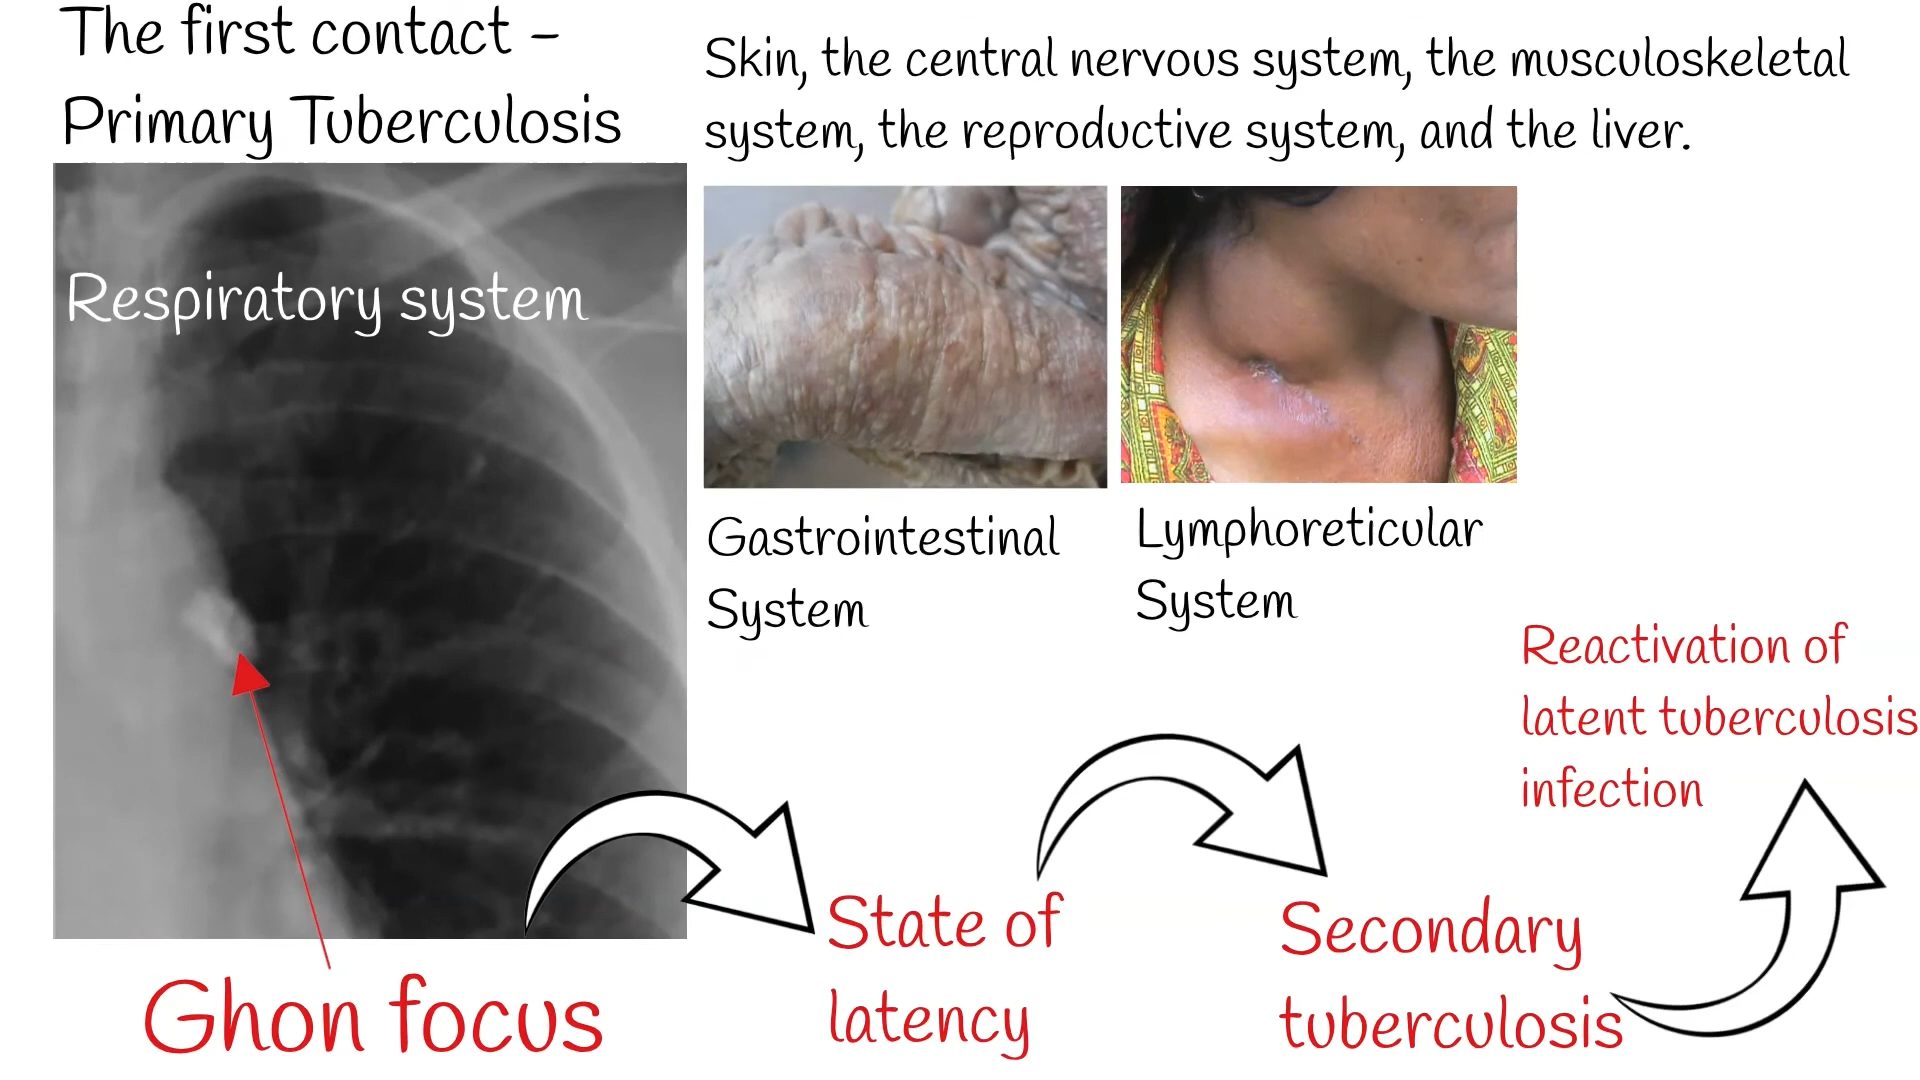 The first contact -
Primary Tuberculosis
Respiratory system
Skin, the central nervous system, the musculoskeletal
system, the reproductive system, and the liver.
Gastrointestinal
System
Lymphoreticular
System
Ghon focus
State of
latency
Secondary
tuberculosis
Reactivation of
latent tuberculosis
infection